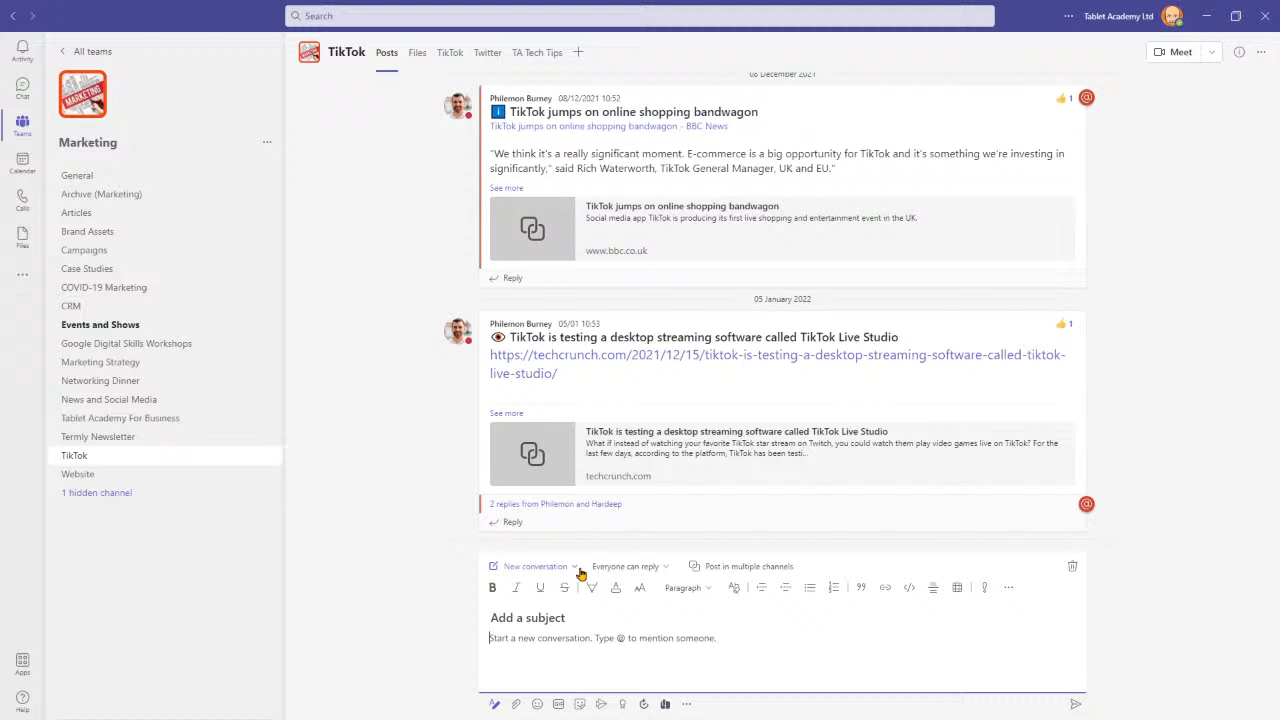 Search
Tablet Academy Ltd
Activity
Chat
Teams
Calendar
Calls
Files
Apps
Help
All teams
MARKETING
Marketing
General
Archive (Marketing)
Articles
Brand Assets
Campaigns
Case Studies
COVID-19 Marketing
CRM
Events and Shows
Google Digital Skills Workshops
Marketing Strategy
Networking Dinner
News and Social Media
Tablet Academy For Business
Termly Newsletter
TikTok
Website
1 hidden channel
TikTok Posts Files TikTok Twitter TA Tech Tips
Meet
08 December 2021
Philemon Burney 08/12/2021 10:52
1
TikTok jumps on online shopping bandwagon
TikTok jumps on online shopping bandwagon - BBC News
"We think it's a really significant moment. E-commerce is a big opportunity for TikTok and it's something we're investing in
significantly," said Rich Waterworth, TikTok General Manager, UK and EU."
See more
TikTok jumps on online shopping bandwagon
Social media app TikTok is producing its first live shopping and entertainment event in the UK.
www.bbc.co.uk
Reply
05 January 2022
Philemon Burney 05/01 10:53
1
TikTok is testing a desktop streaming software called TikTok Live Studio
https://techcrunch.com/2021/12/15/tiktok-is-testing-a-desktop-streaming-software-called-tiktok-
live-studio/
See more
TikTok is testing a desktop streaming software called TikTok Live Studio
What if instead of watching your favorite TikTok star stream on Twitch, you could watch them play video games live on TikTok? For the
last few days, according to the platform, TikTok has been testi...
techcrunch.com
2 replies from Philemon and Hardeep
Reply
New conversation Everyone can reply Post in multiple channels
B I U S AA Paragraph
Add a subject
Start a new conversation. Type @ to mention someone.
GIF